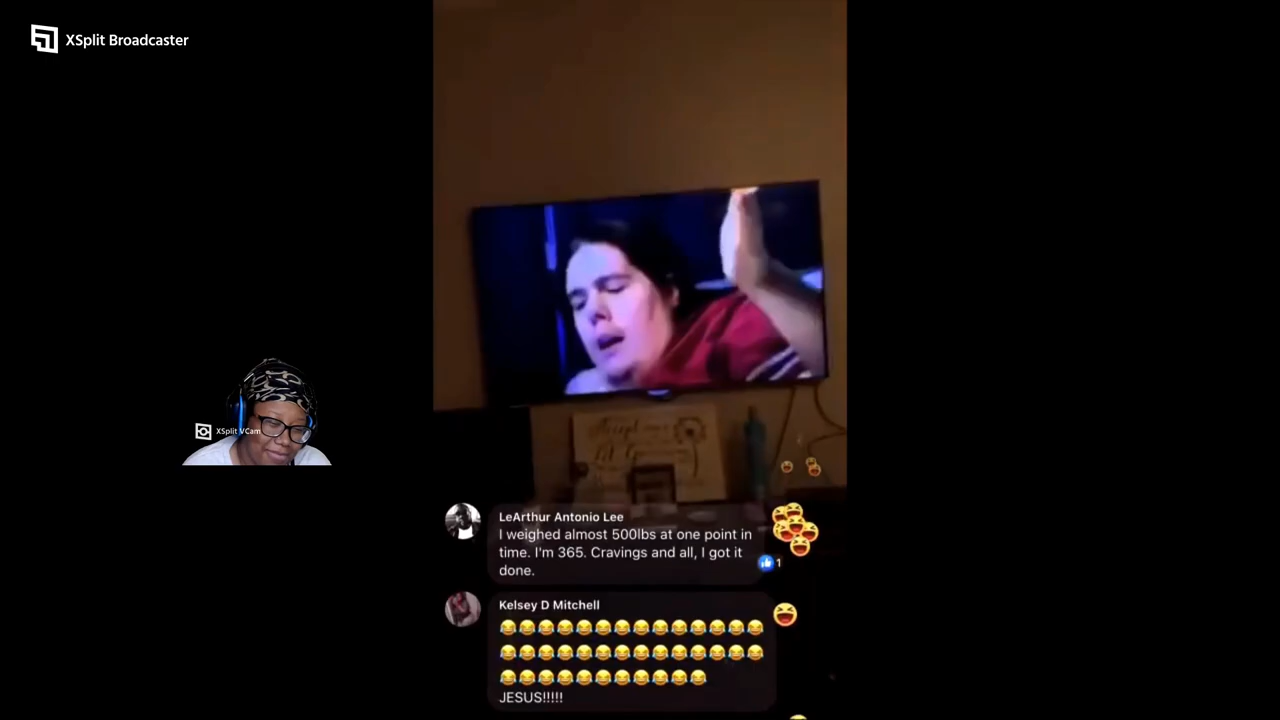 XSplit Broadcaster
XSplit VCam
LeArthur Antonio Lee
I weighed almost 500lbs at one point in
time. I'm 365. Cravings and all, I got it
done.
1
Kelsey D Mitchell
😂😂😂😂😂😂😂😂😂😂😂😂😂😂
😂😂😂😂😂😂😂😂😂😂😂😂😂😂
😂😂😂😂😂😂😂😂😂😂😂
JESUS!!!!!